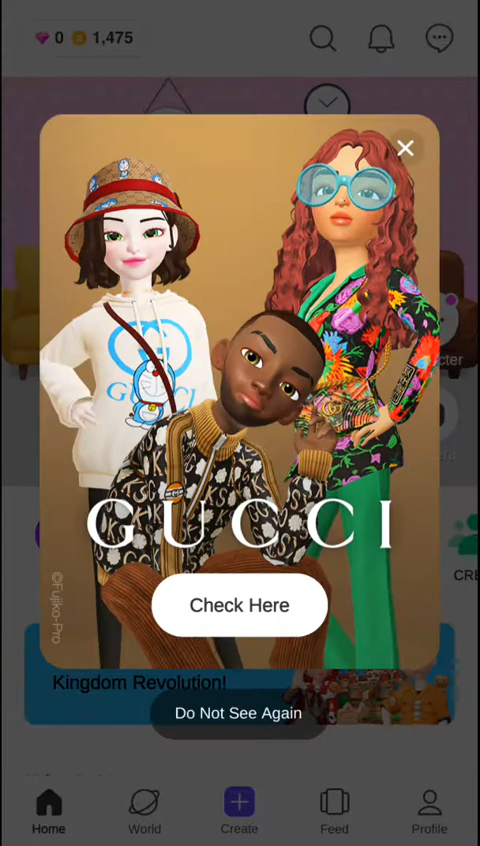 0 1,475
GUCCI
GUCCI
Check Here
©Fujiko-Pro
CRE
Kingdom Revolution!
Do Not See Again
Home World Create Feed Profile